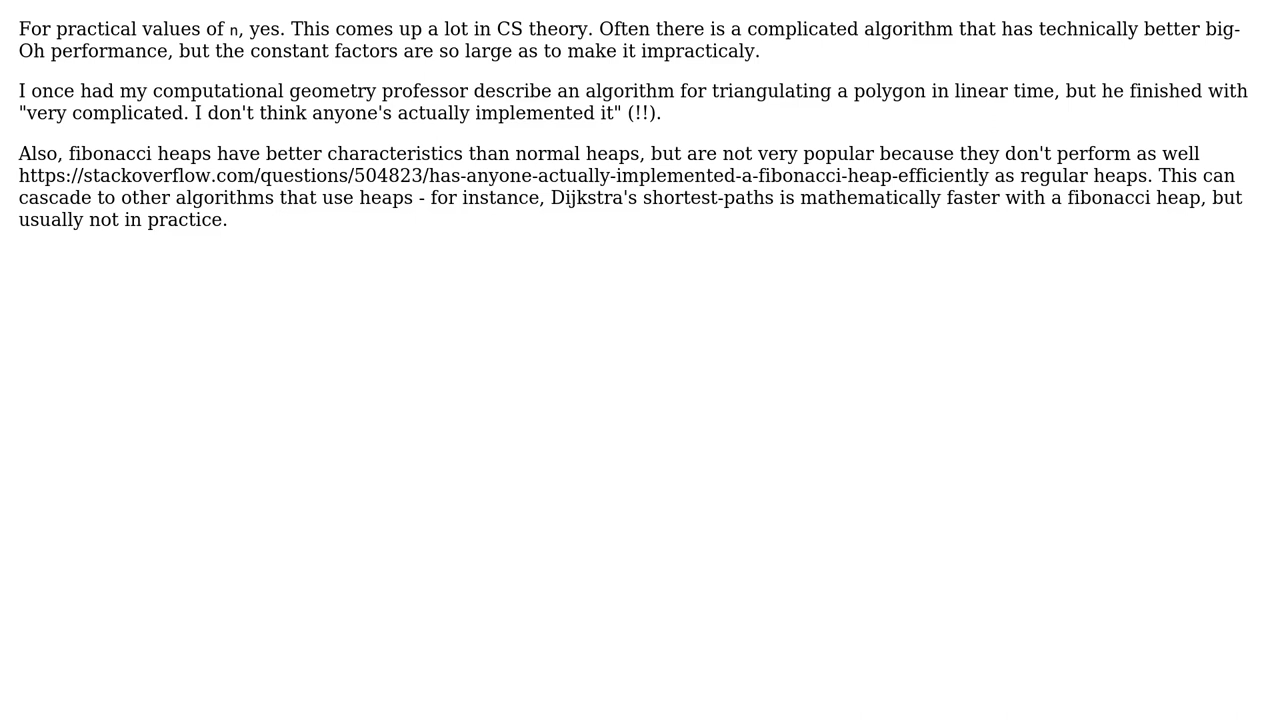 For practical values of n, yes. This comes up a lot in CS theory. Often there is a complicated algorithm that has technically better big-
Oh performance, but the constant factors are so large as to make it impracticaly.
I once had my computational geometry professor describe an algorithm for triangulating a polygon in linear time, but he finished with
"very complicated. I don't think anyone's actually implemented it" (!!).
Also, fibonacci heaps have better characteristics than normal heaps, but are not very popular because they don't perform as well
https://stackoverflow.com/questions/504823/has-anyone-actually-implemented-a-fibonacci-heap-efficiently as regular heaps. This can
cascade to other algorithms that use heaps - for instance, Dijkstra's shortest-paths is mathematically faster with a fibonacci heap, but
usually not in practice.